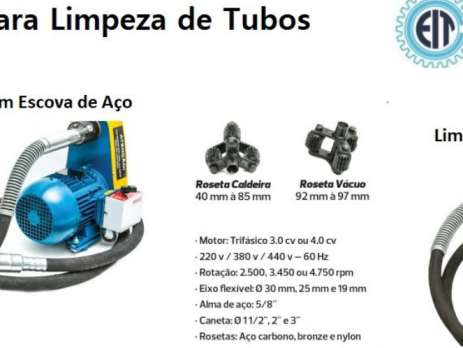 ara Limpeza de Tubos
EIT
m Escova de Aço
Lim
Roseta Caldeira
40 mm à 85 mm
Roseta Vácuo
92 mm à 97 mm
· Motor: Trifásico 3.0 cv ou 4.0 cv
· 220 v / 380 v / 440 v – 60 Hz
· Rotação: 2.500, 3.450 ou 4.750 rpm
· Eixo flexível: Ø 30 mm, 25 mm e 19 mm
· Alma de aço: 5/8''
· Caneta: Ø 11/2'', 2'' e 3''
· Rosetas: Aço carbono, bronze e nylon